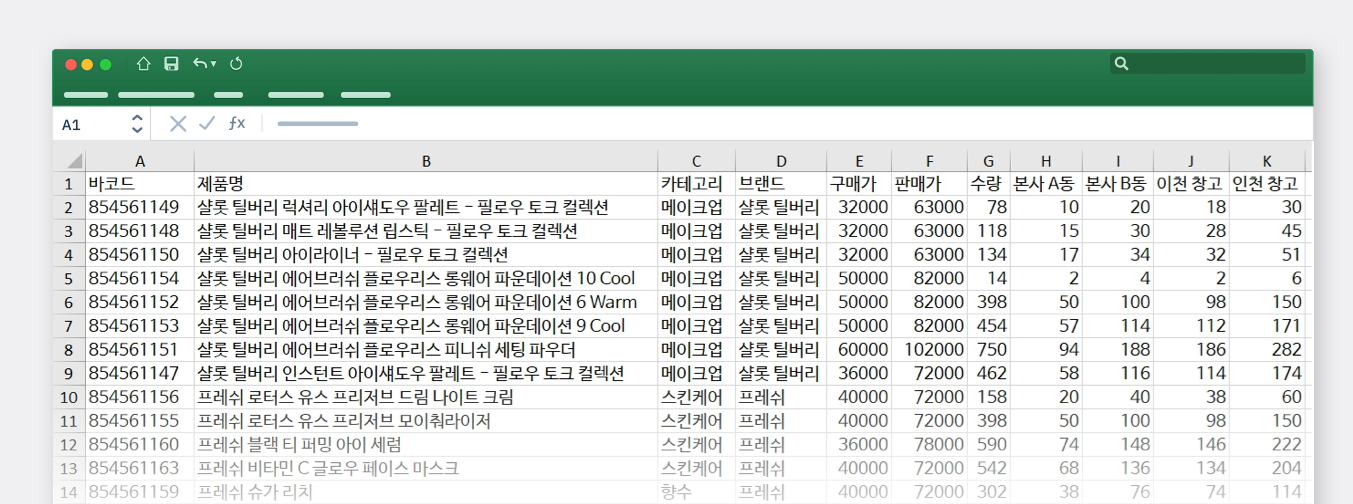 A1 fx
A B C D E F G H I J K
1 바코드 제품명 카테고리 브랜드 구매가 판매가 수량 본사 A동 본사 B동 이천 창고 인천 창고
2 854561149 샬롯 틸버리 럭셔리 아이섀도우 팔레트 - 필로우 토크 컬렉션 메이크업 샬롯 틸버리 32000 63000 78 10 20 18 30
3 854561148 샬롯 틸버리 매트 레볼루션 립스틱 - 필로우 토크 컬렉션 메이크업 샬롯 틸버리 32000 63000 118 15 30 28 45
4 854561150 샬롯 틸버리 아이라이너 - 필로우 토크 컬렉션 메이크업 샬롯 틸버리 32000 63000 134 17 34 32 51
5 854561154 샬롯 틸버리 에어브러쉬 플로우리스 롱웨어 파운데이션 10 Cool 메이크업 샬롯 틸버리 50000 82000 14 2 4 2 6
6 854561152 샬롯 틸버리 에어브러쉬 플로우리스 롱웨어 파운데이션 6 Warm 메이크업 샬롯 틸버리 50000 82000 398 50 100 98 150
7 854561153 샬롯 틸버리 에어브러쉬 플로우리스 롱웨어 파운데이션 9 Cool 메이크업 샬롯 틸버리 50000 82000 454 57 114 112 171
8 854561151 샬롯 틸버리 에어브러쉬 플로우리스 피니쉬 세팅 파우더 메이크업 샬롯 틸버리 60000 102000 750 94 188 186 282
9 854561147 샬롯 틸버리 인스턴트 아이섀도우 팔레트 - 필로우 토크 컬렉션 메이크업 샬롯 틸버리 36000 72000 462 58 116 114 174
10 854561156 프레쉬 로터스 유스 프리저브 드림 나이트 크림 스킨케어 프레쉬 40000 72000 158 20 40 38 60
11 854561155 프레쉬 로터스 유스 프리저브 모이춰라이저 스킨케어 프레쉬 40000 72000 398 50 100 98 150
12 854561160 프레쉬 블랙 티 퍼밍 아이 세럼 스킨케어 프레쉬 36000 78000 590 74 148 146 222
13 854561163 프레쉬 비타민 C 글로우 페이스 마스크 스킨케어 프레쉬 40000 72000 542 68 136 134 204
14 854561159 프레쉬 슈가 리치 향수 프레쉬 40000 72000 302 38 76 74 114